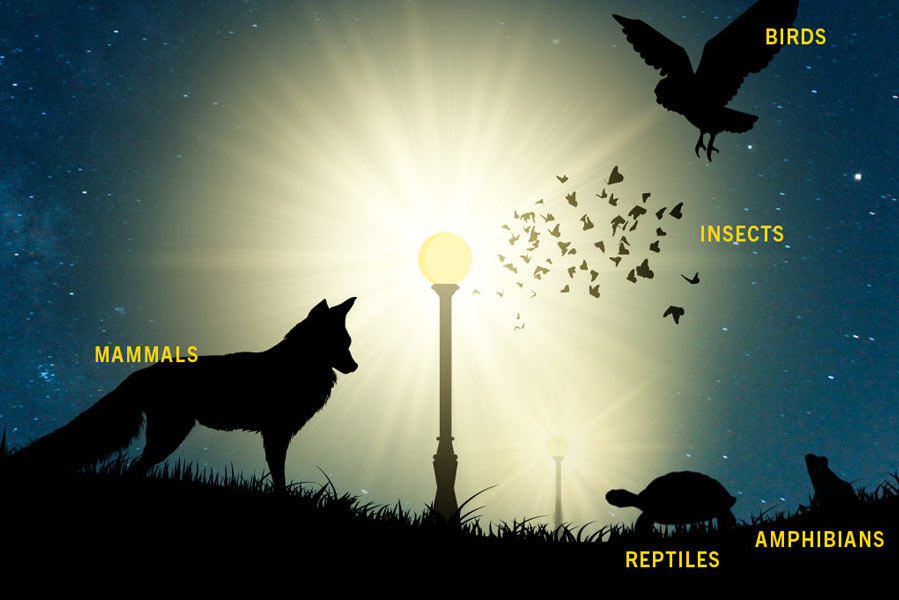 BIRDS
INSECTS
MAMMALS
AMPHIBIANS
REPTILES